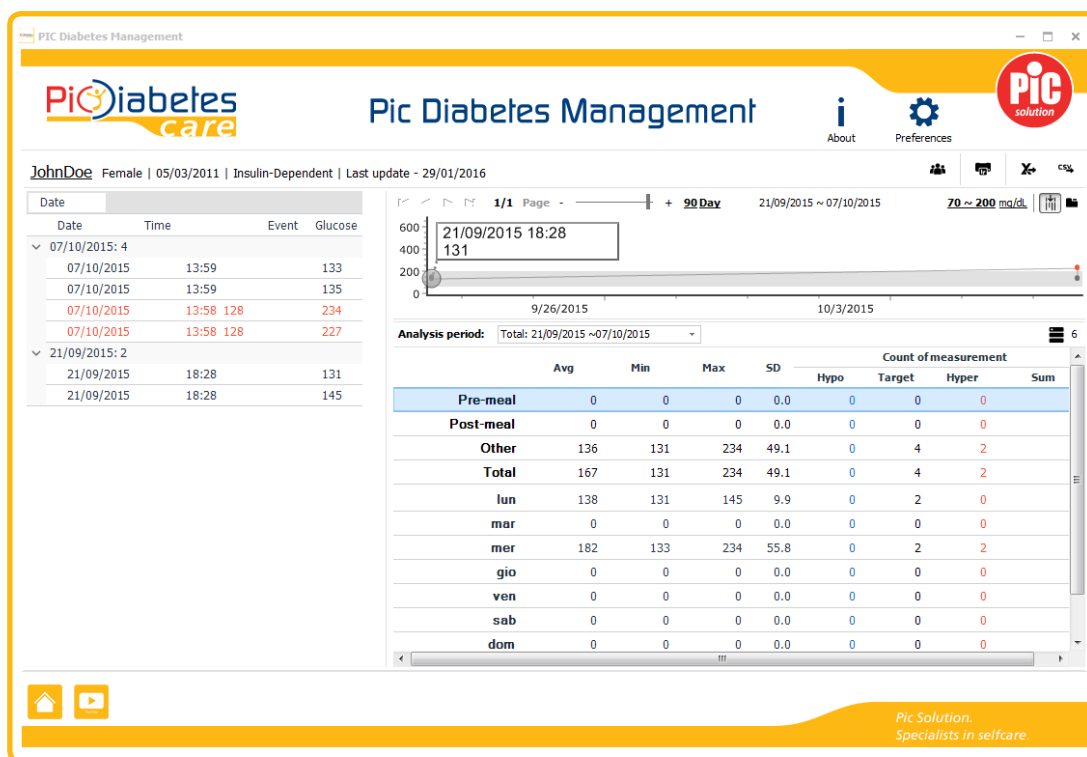 PIC Diabetes Management
PiCDiabetes
care
Pic Diabetes Management
About
Preferences
PiC
solution
JohnDoe Female | 05/03/2011 | Insulin-Dependent | Last update - 29/01/2016
CSV
Date
Date Time Event Glucose
07/10/2015: 4
07/10/2015 13:59 133
07/10/2015 13:59 135
07/10/2015 13:58 128 234
07/10/2015 13:58 128 227
21/09/2015: 2
21/09/2015 18:28 131
21/09/2015 18:28 145
1/1 Page - + 90 Day 21/09/2015 ~ 07/10/2015 70 ~ 200 mg/dL
600
400
200
0
21/09/2015 18:28
131
9/26/2015 10/3/2015
Analysis period: Total: 21/09/2015 ~07/10/2015 6
Count of measurement
Avg Min Max SD Hypo Target Hyper Sum
Pre-meal 0 0 0 0.0 0 0 0
Post-meal 0 0 0 0.0 0 0 0
Other 136 131 234 49.1 0 4 2
Total 167 131 234 49.1 0 4 2
lun 138 131 145 9.9 0 2 0
mar 0 0 0 0.0 0 0 0
mer 182 133 234 55.8 0 2 2
gio 0 0 0 0.0 0 0 0
ven 0 0 0 0.0 0 0 0
sab 0 0 0 0.0 0 0 0
dom 0 0 0 0.0 0 0 0
Pic Solution.
Specialists in selfcare.